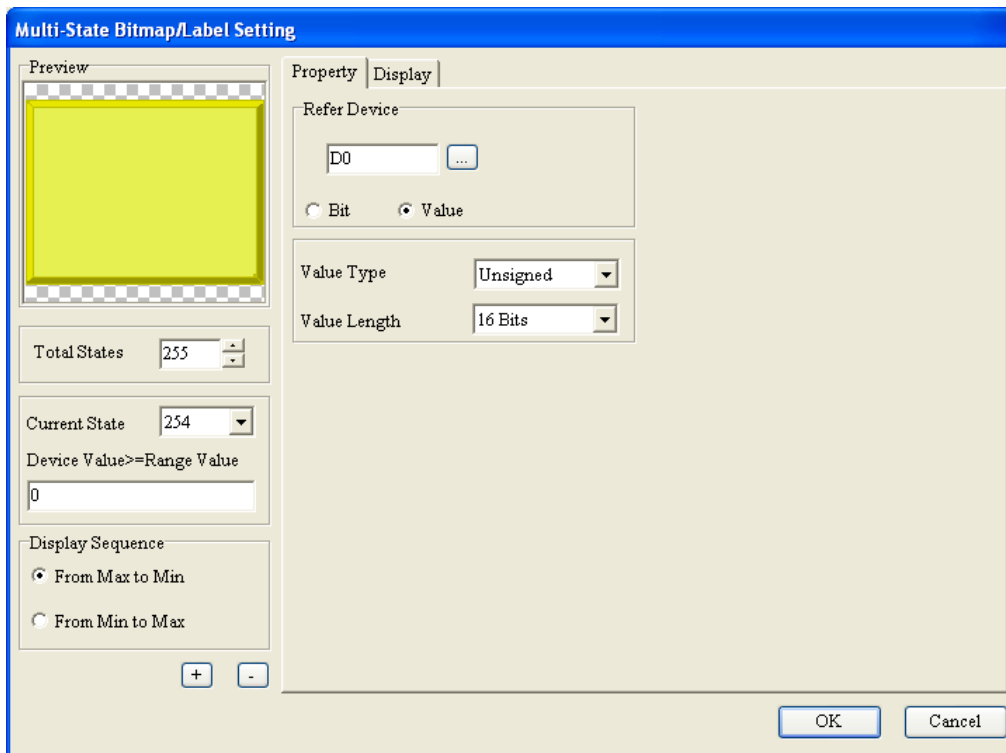 Multi-State Bitmap/Label Setting
Preview
Property Display
Refer Device
D0 ...
Bit Value
Value Type Unsigned
Value Length 16 Bits
Total States 255
Current State 254
Device Value>=Range Value
0
Display Sequence
From Max to Min
From Min to Max
+ -
OK Cancel